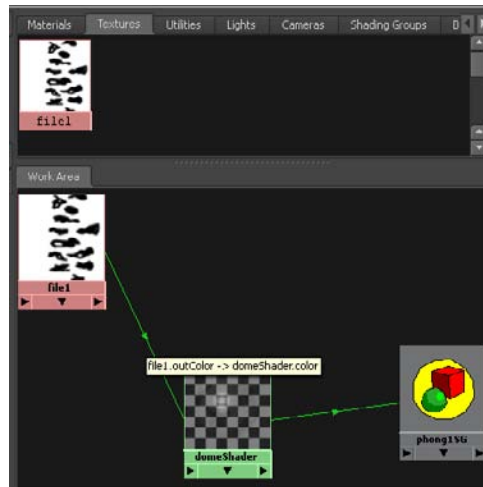 Materials Textures Utilities Lights Cameras Shading Groups B
file1
Work Area
file1
file1.outColor -> domeShader.color
domeShader
phong1SG